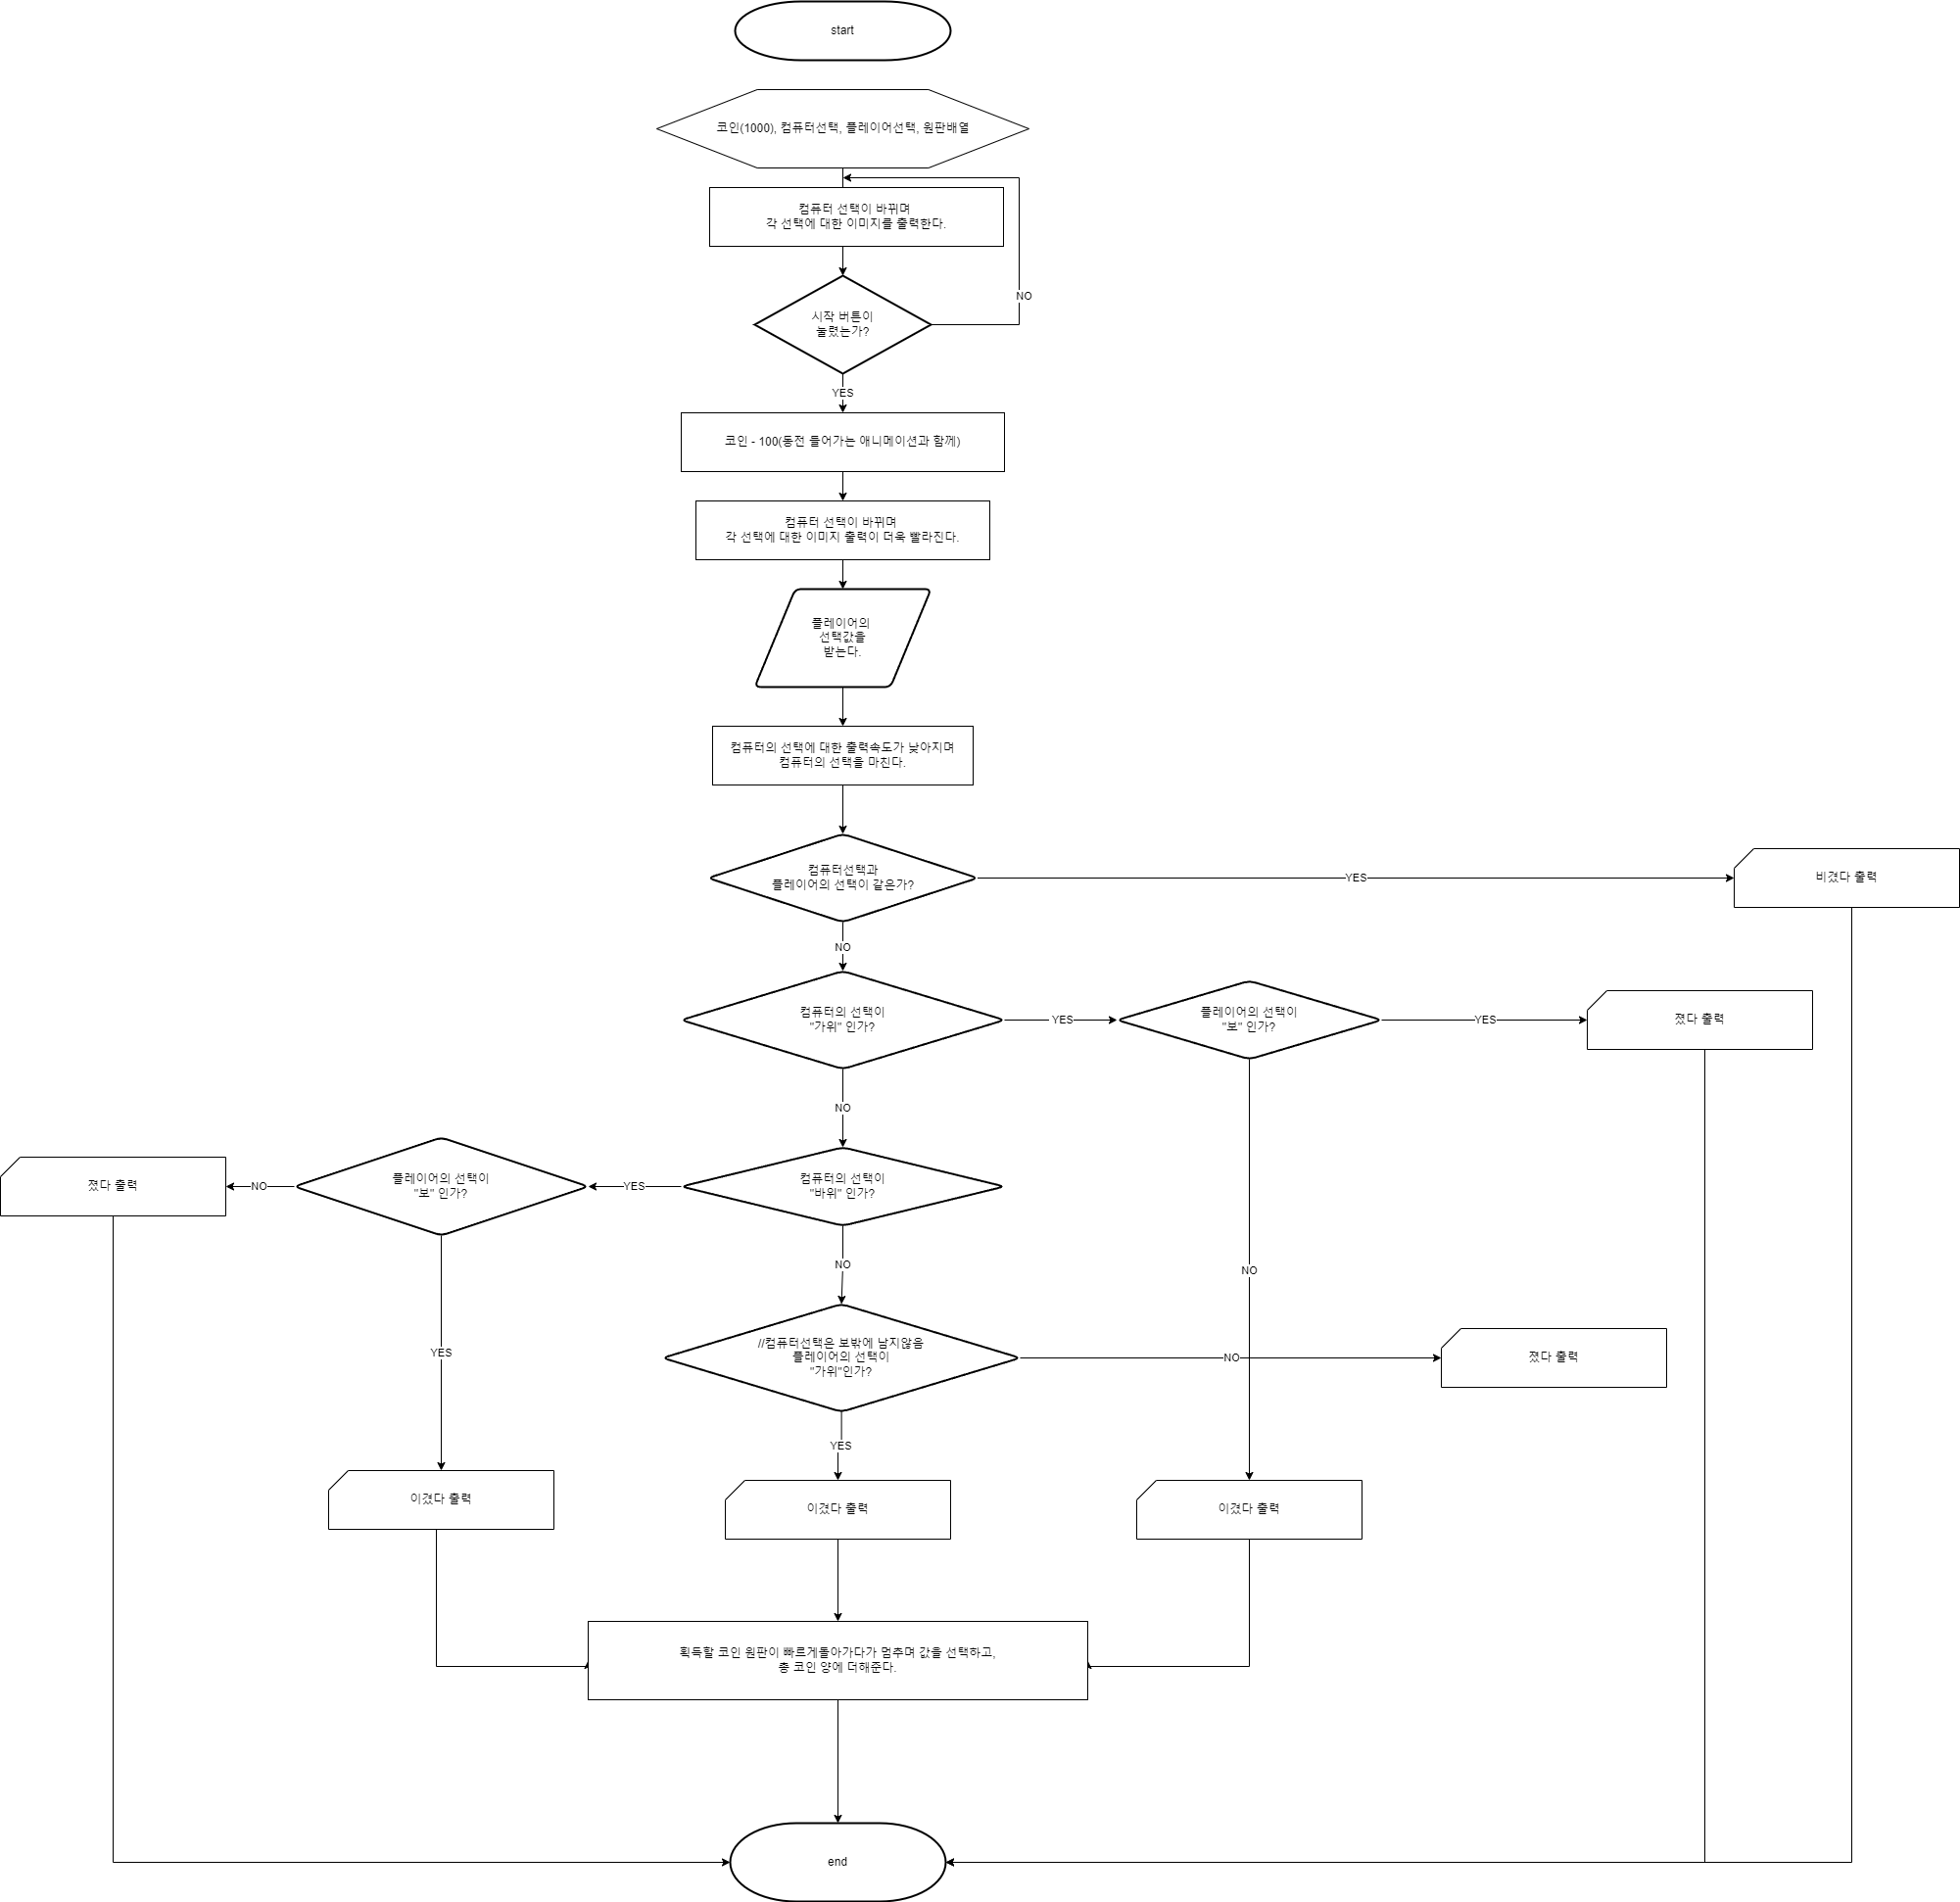 start
코인(1000), 컴퓨터선택, 플레이어선택, 원판배열
컴퓨터 선택이 바뀌며
각 선택에 대한 이미지를 출력한다.
NO
시작 버튼이
눌렸는가?
YES
코인 - 100(동전 들어가는 애니메이션과 함께)
컴퓨터 선택이 바뀌며
각 선택에 대한 이미지 출력이 더욱 빨라진다.
플레이어의
선택값을
받는다.
컴퓨터의 선택에 대한 출력속도가 낮아지며
컴퓨터의 선택을 마친다.
컴퓨터선택과
플레이어의 선택이 같은가?
YES
비겼다 출력
NO
컴퓨터의 선택이
"가위" 인가?
YES
플레이어의 선택이
"보" 인가?
YES
졌다 출력
NO
졌다 출력
NO
플레이어의 선택이
"보" 인가?
YES
컴퓨터의 선택이
"바위" 인가?
NO
NO
YES
//컴퓨터선택은 보밖에 남지않음
플레이어의 선택이
"가위"인가?
NO
졌다 출력
YES
이겼다 출력
이겼다 출력
이겼다 출력
획득할 코인 원판이 빠르게돌아가다가 멈추며 값을 선택하고,
총 코인 양에 더해준다.
end